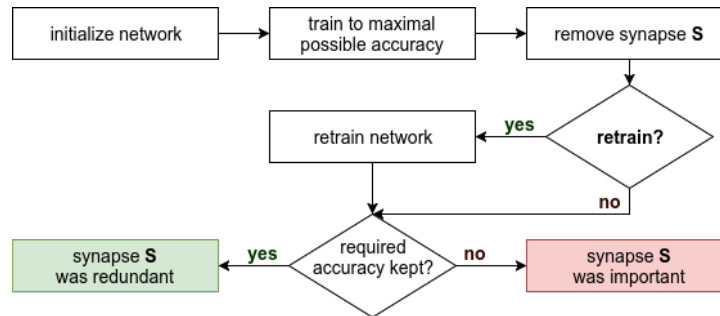 initialize network
train to maximal
possible accuracy
remove synapse S
yes
retrain?
retrain network
no
required
accuracy kept?
yes
no
synapse S
was redundant
synapse S
was important